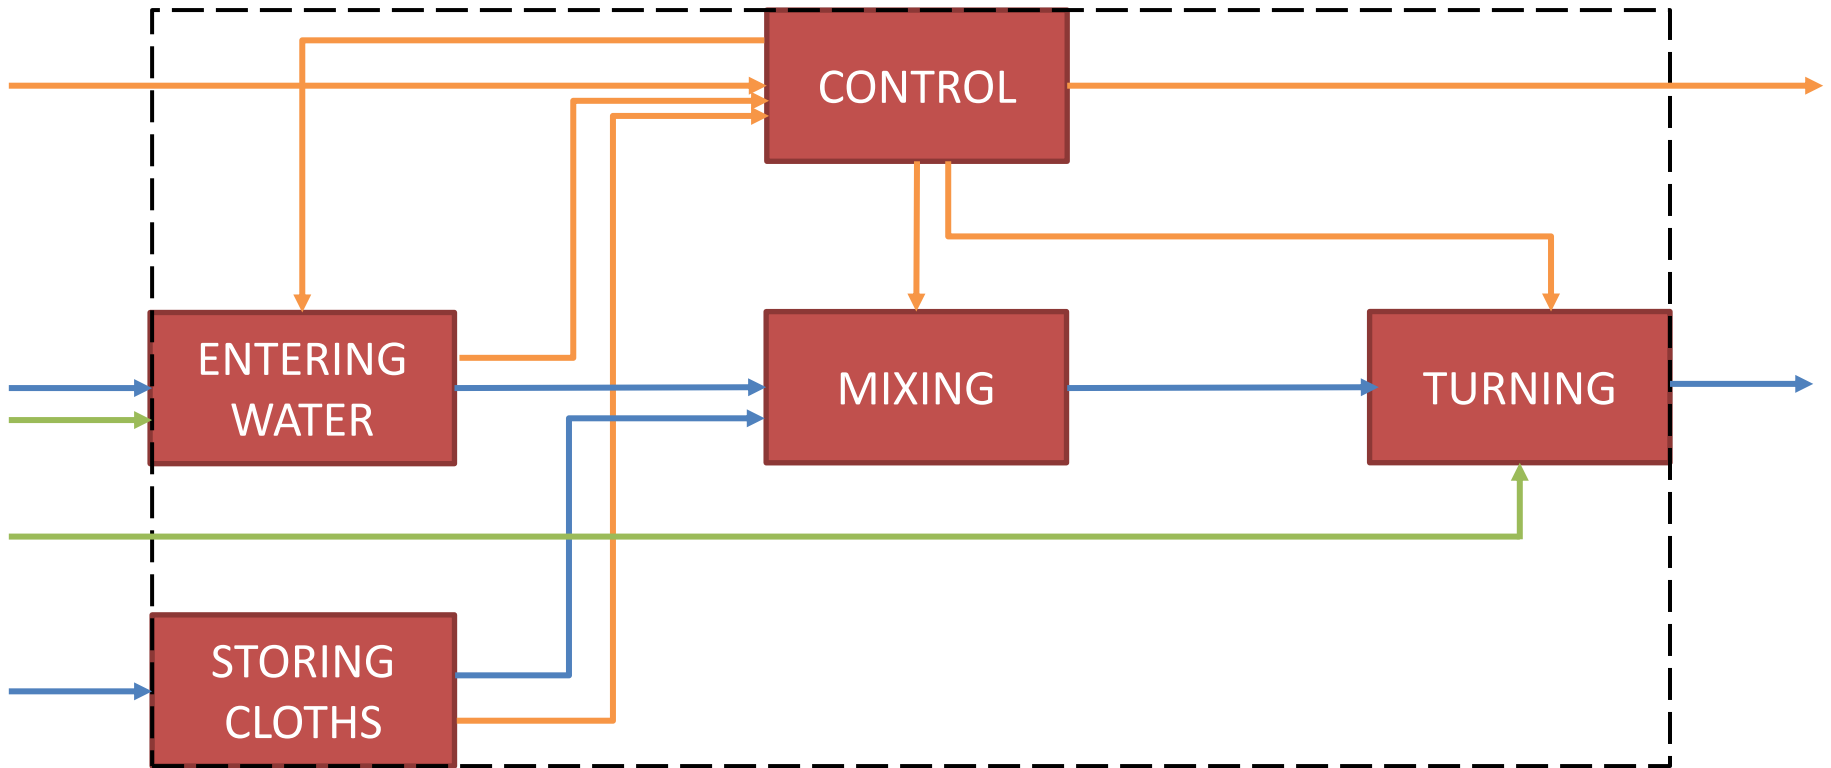 CONTROL
ENTERING
WATER
MIXING
TURNING
STORING
CLOTHS